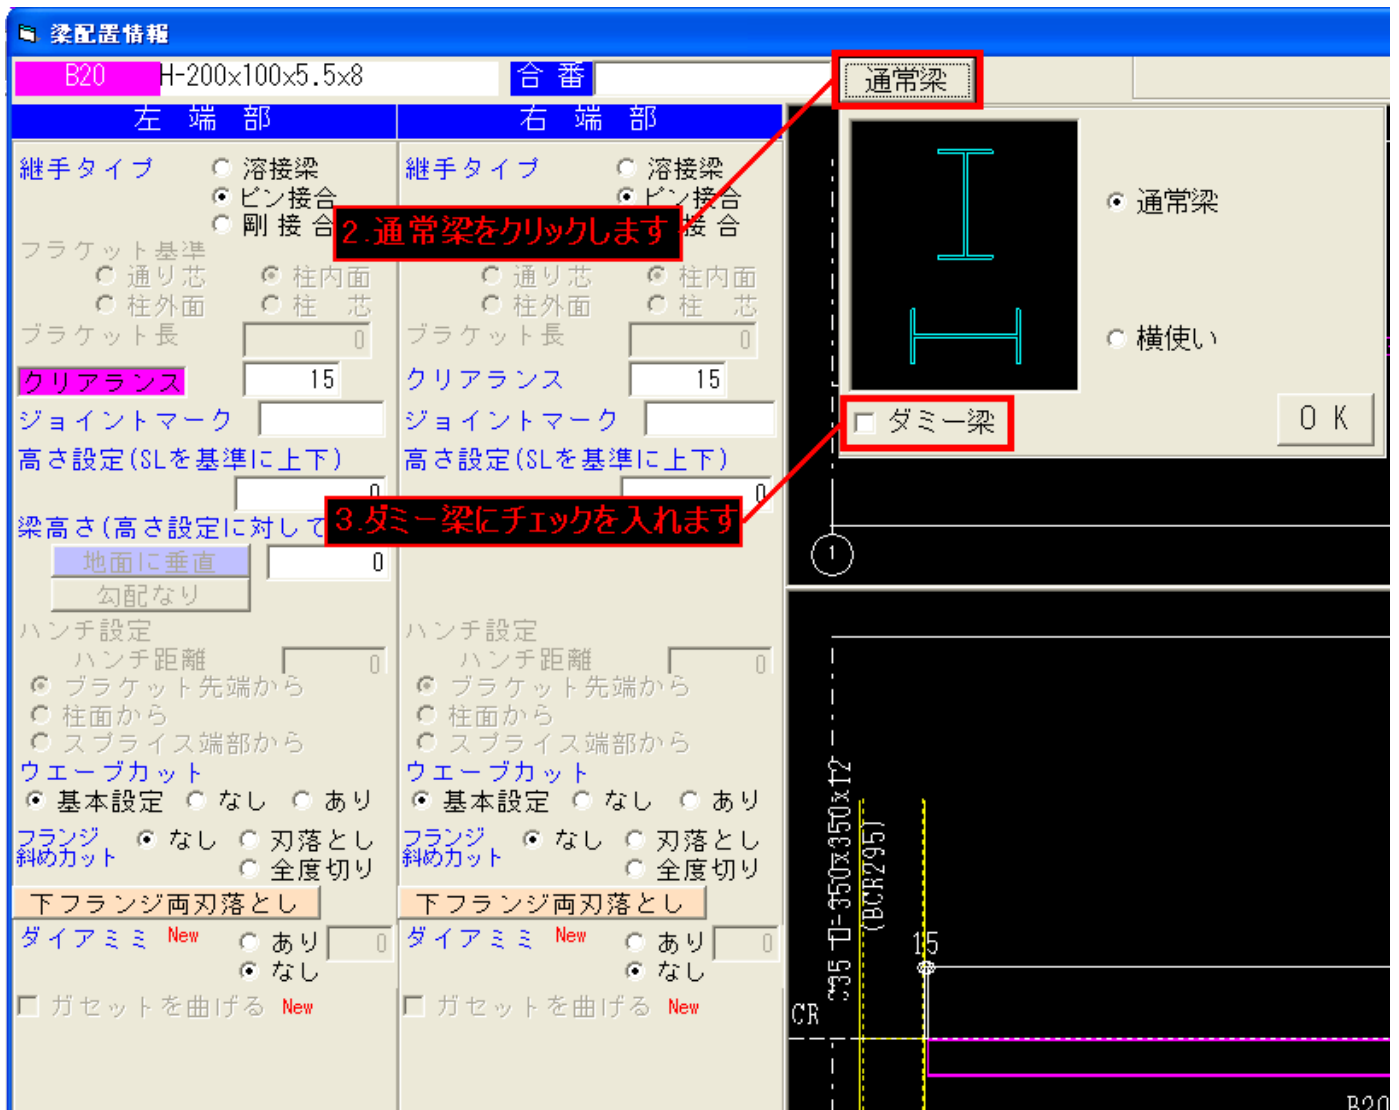 梁配置情報
B20 H-200x100x5.5x8 合 番 通常梁
左 端 部 右 端 部
継手タイプ 溶接梁 継手タイプ 溶接梁
ピン接合 ピン接合
剛 接 合 接 合
2.通常梁をクリックします
通常梁
ブラケット基準
通り芯 柱内面 通り芯 柱内面
柱外面 柱 芯 柱外面 柱 芯
ブラケット長 0 ブラケット長 0
横使い
クリアランス 15 クリアランス 15
ジョイントマーク ジョイントマーク
ダミー梁 O K
高さ設定(SLを基準に上下) 高さ設定(SLを基準に上下)
0 0
梁高さ(高さ設定に対して
3.ダミー梁にチェックを入れます
地面に垂直 0
勾配なり
1
ハンチ設定 ハンチ設定
ハンチ距離 0 ハンチ距離 0
ブラケット先端から ブラケット先端から
柱面から 柱面から
スプライス端部から スプライス端部から
ウエーブカット ウエーブカット
基本設定 なし あり 基本設定 なし あり
フランジ なし 刃落とし フランジ なし 刃落とし
斜めカット 全度切り 斜めカット 全度切り
下フランジ両刃落とし 下フランジ両刃落とし
ダイアミミ New あり 0 ダイアミミ New あり 0
なし なし
ガセットを曲げる New ガセットを曲げる New
-350x350x12
(BCR295)
15
CR
B20